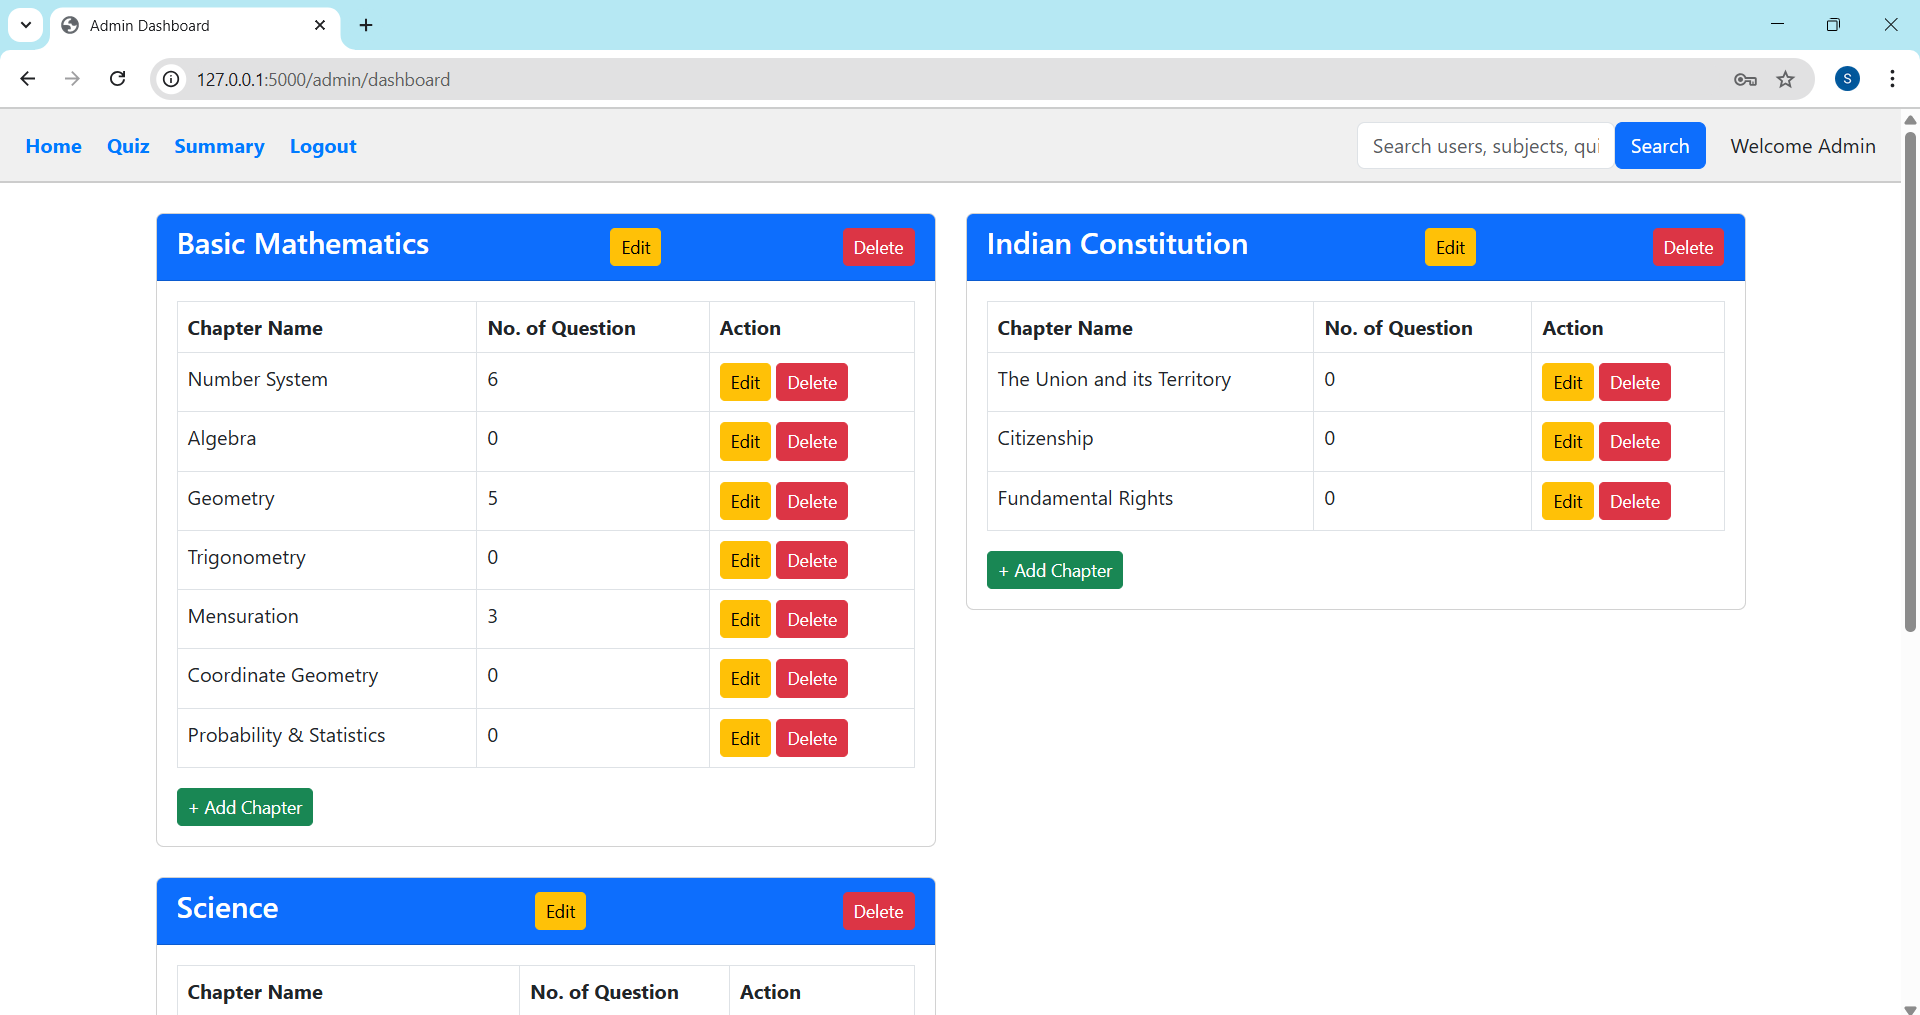 Admin Dashboard
127.0.0.1:5000/admin/dashboard
S
Home Quiz Summary Logout
Search users, subjects, qui
Search
Welcome Admin
Basic Mathematics Edit Delete
Chapter Name No. of Question Action
Number System 6 Edit Delete
Algebra 0 Edit Delete
Geometry 5 Edit Delete
Trigonometry 0 Edit Delete
Mensuration 3 Edit Delete
Coordinate Geometry 0 Edit Delete
Probability & Statistics 0 Edit Delete
+ Add Chapter
Indian Constitution Edit Delete
Chapter Name No. of Question Action
The Union and its Territory 0 Edit Delete
Citizenship 0 Edit Delete
Fundamental Rights 0 Edit Delete
+ Add Chapter
Science Edit Delete
Chapter Name No. of Question Action